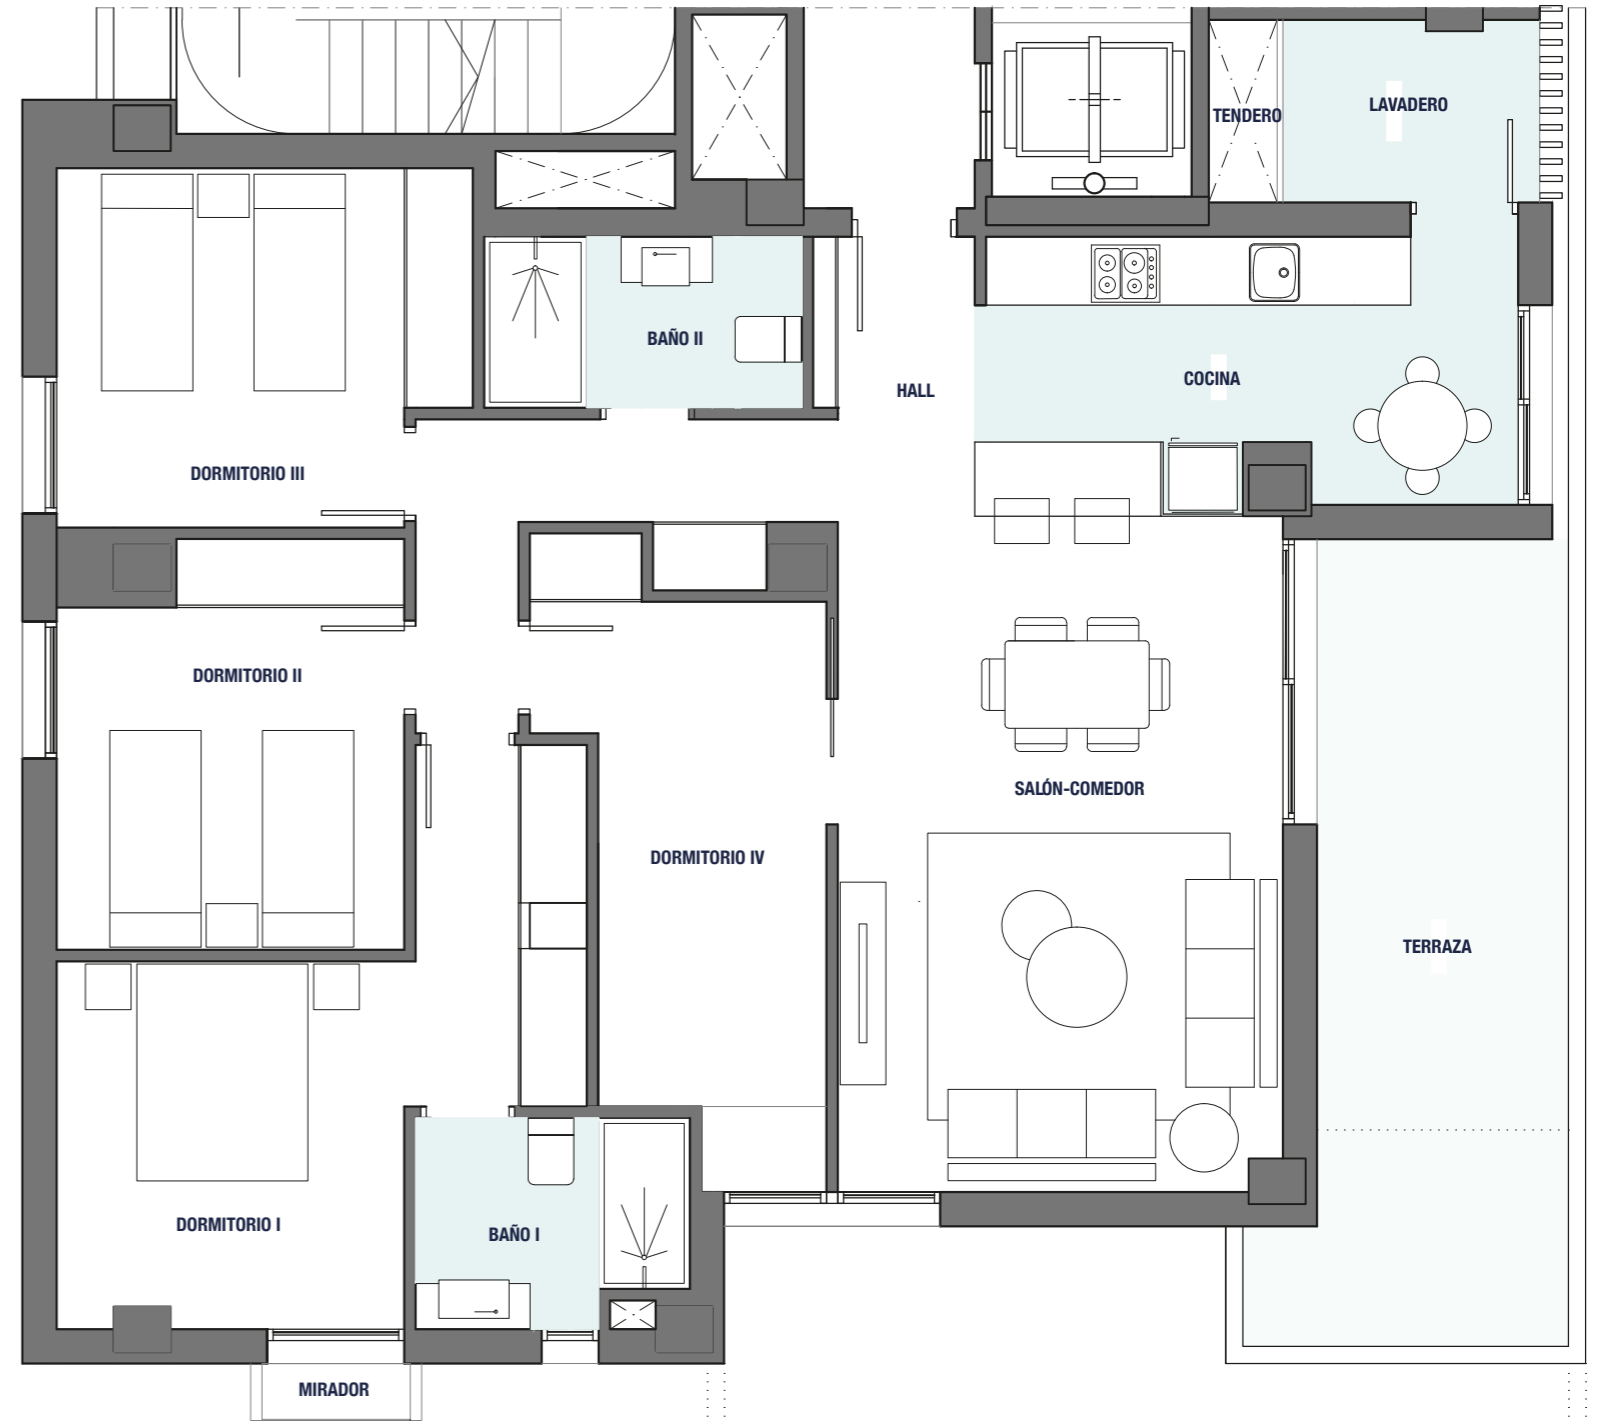 TENDERO
LAVADERO
BAÑO II
HALL
COCINA
DORMITORIO III
DORMITORIO II
SALÓN-COMEDOR
DORMITORIO IV
TERRAZA
DORMITORIO I
BAÑO I
MIRADOR